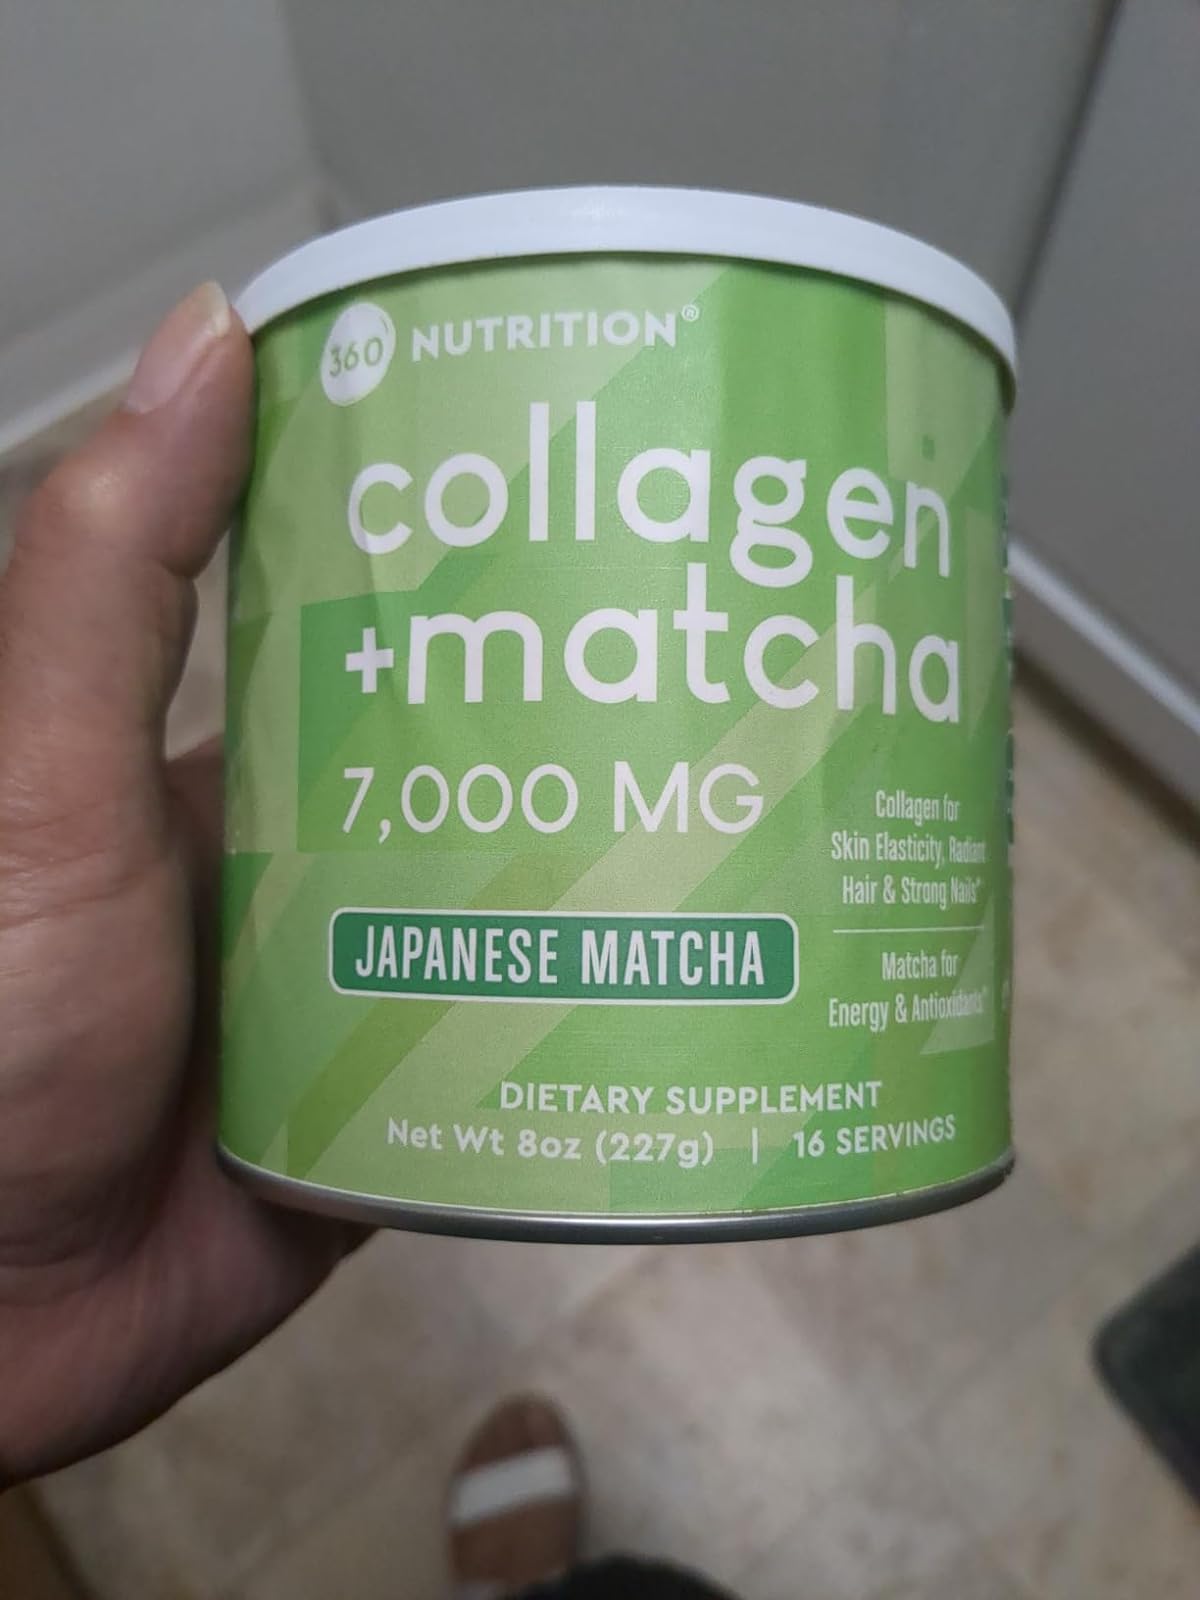 360 NUTRITION®
collagen
+matcha
7,000 MG
JAPANESE MATCHA
Collagen for
Skin Elasticity, Radiant
Hair & Strong Nails*
Matcha for
Energy & Antioxidants*
DIETARY SUPPLEMENT
Net Wt 8oz (227g) | 16 SERVINGS